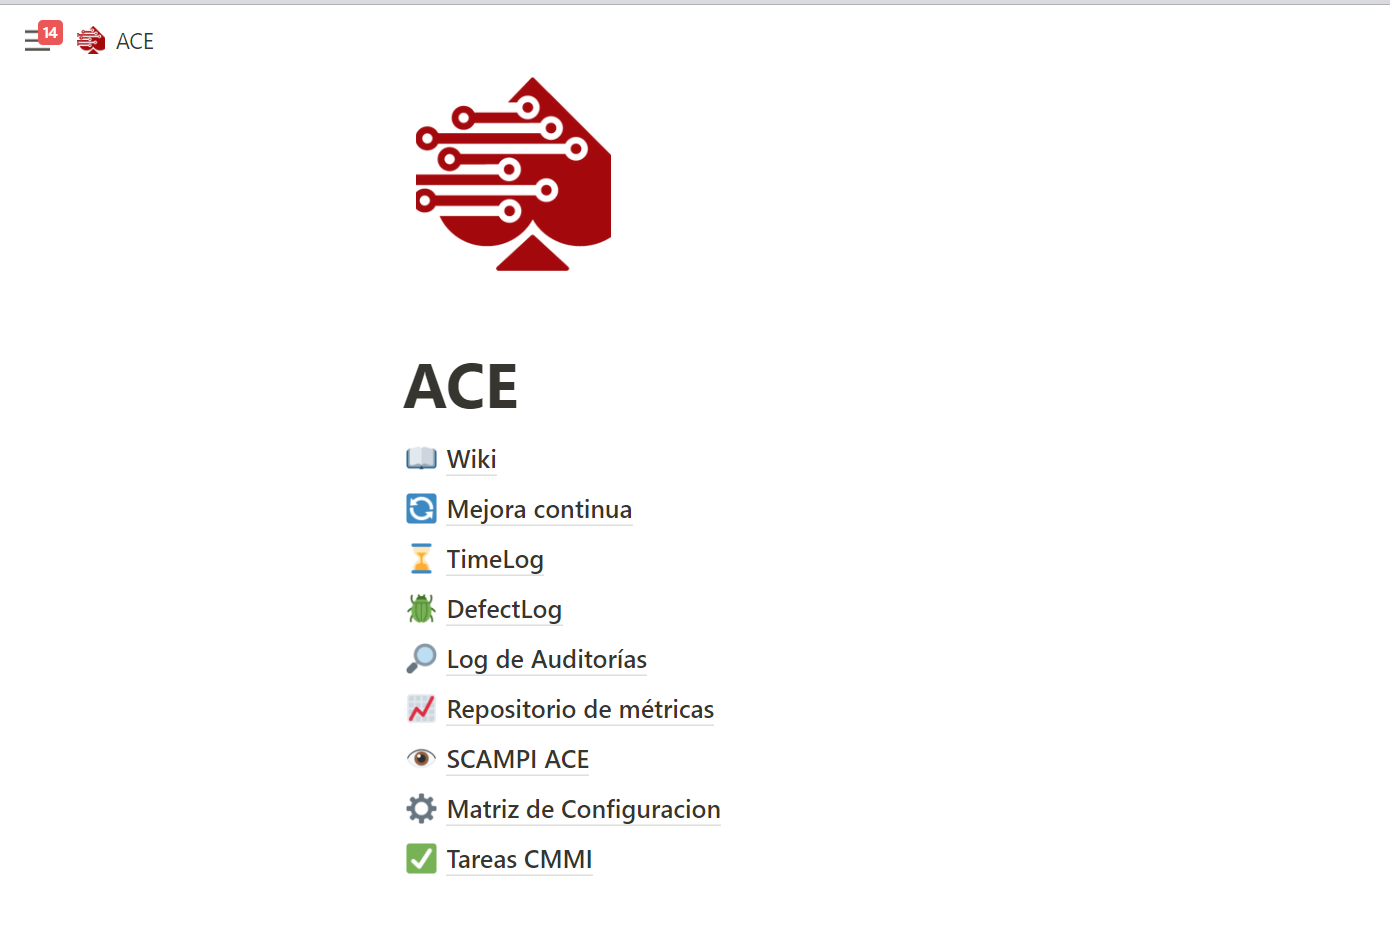 14
ACE
ACE
Wiki
Mejora continua
TimeLog
DefectLog
Log de Auditorías
Repositorio de métricas
SCAMPI ACE
Matriz de Configuracion
Tareas CMMI